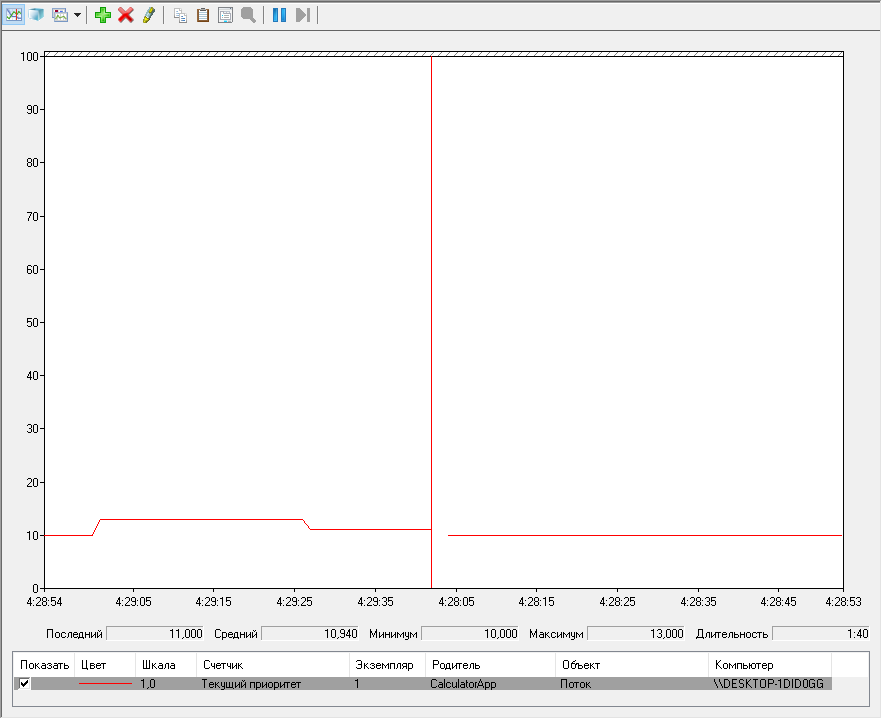 100
90
80
70
60
50
40
30
20
10
0
4:28:54 4:29:05 4:29:15 4:29:25 4:29:35 4:28:05 4:28:15 4:28:25 4:28:35 4:28:45 4:28:53
Последний 11,000 Средний 10,940 Минимум 10,000 Максимум 13,000 Длительность 1:40
Показать Цвет Шкала Счетчик Экземпляр Родитель Объект Компьютер
1,0 Текущий приоритет 1 CalculatorApp Поток \\DESKTOP-1DID0GG